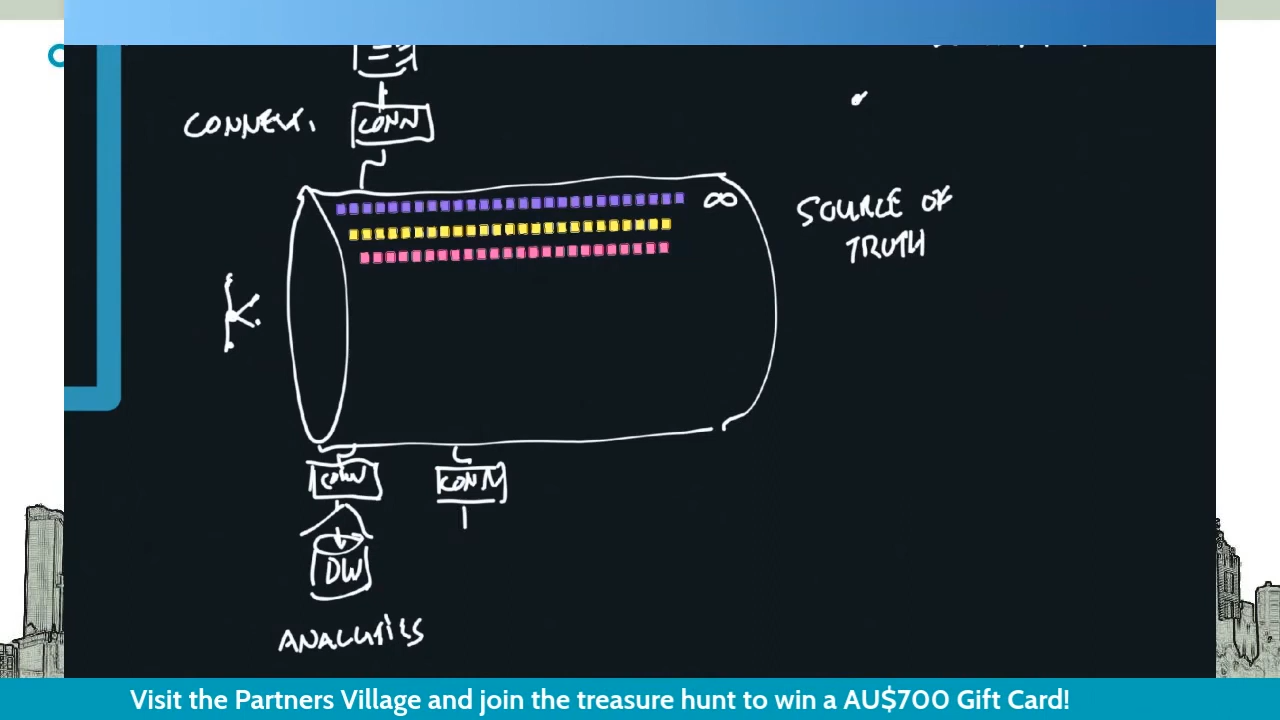 CONNECT.
CONN
∞
SOURCE OF
TRUTH
CONN
CONN
DW
ANALYTICS
Visit the Partners Village and join the treasure hunt to win a AU$700 Gift Card!